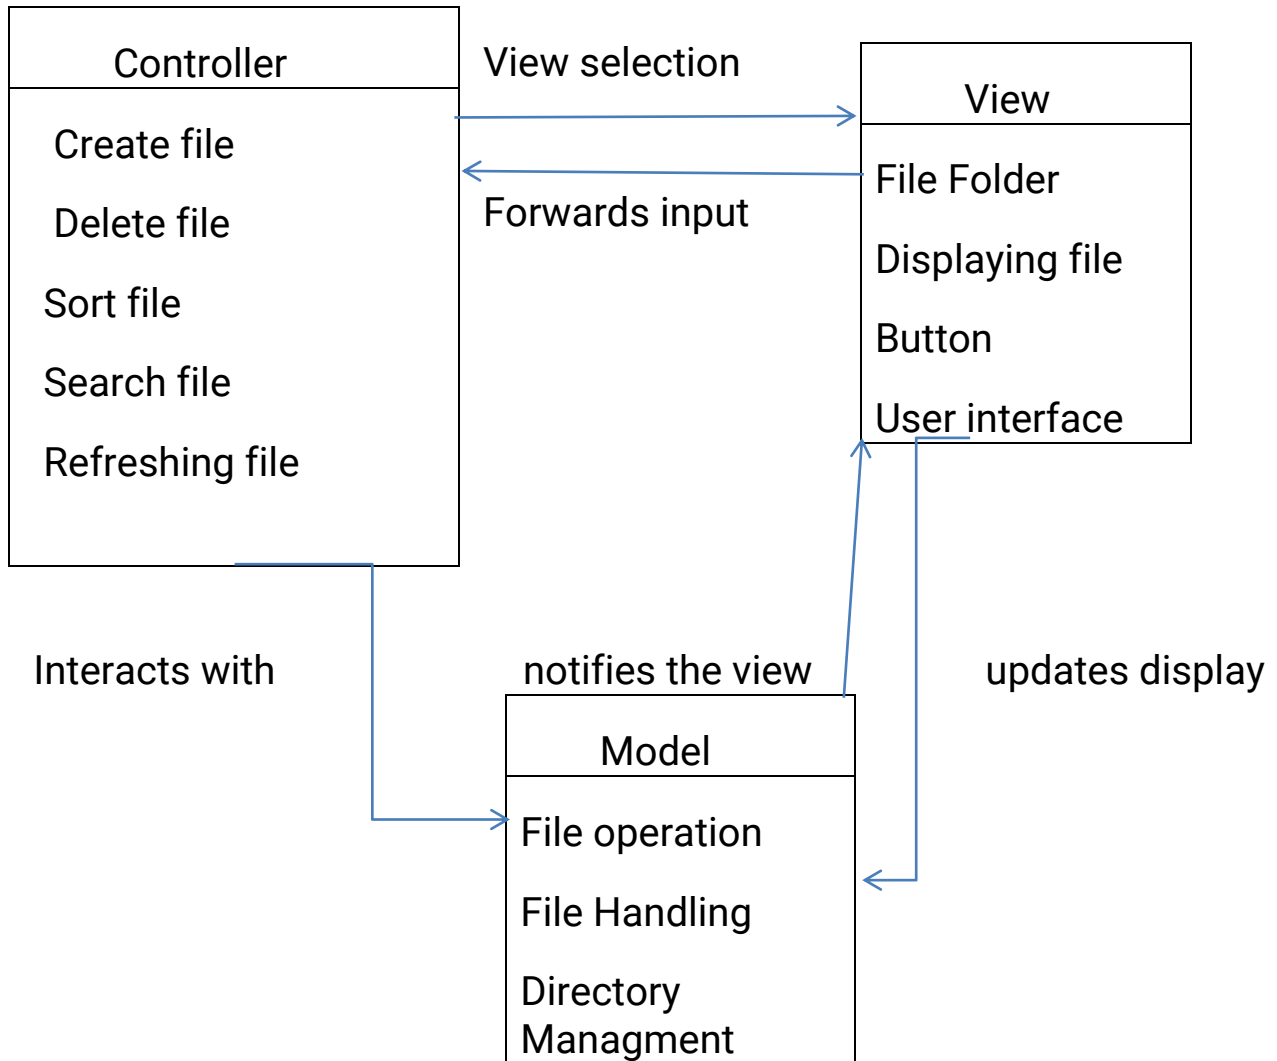 Controller
Create file
Delete file
Sort file
Search file
Refreshing file
View selection
Forwards input
View
File Folder
Displaying file
Button
User interface
Interacts with
notifies the view
updates display
Model
File operation
File Handling
Directory
Managment